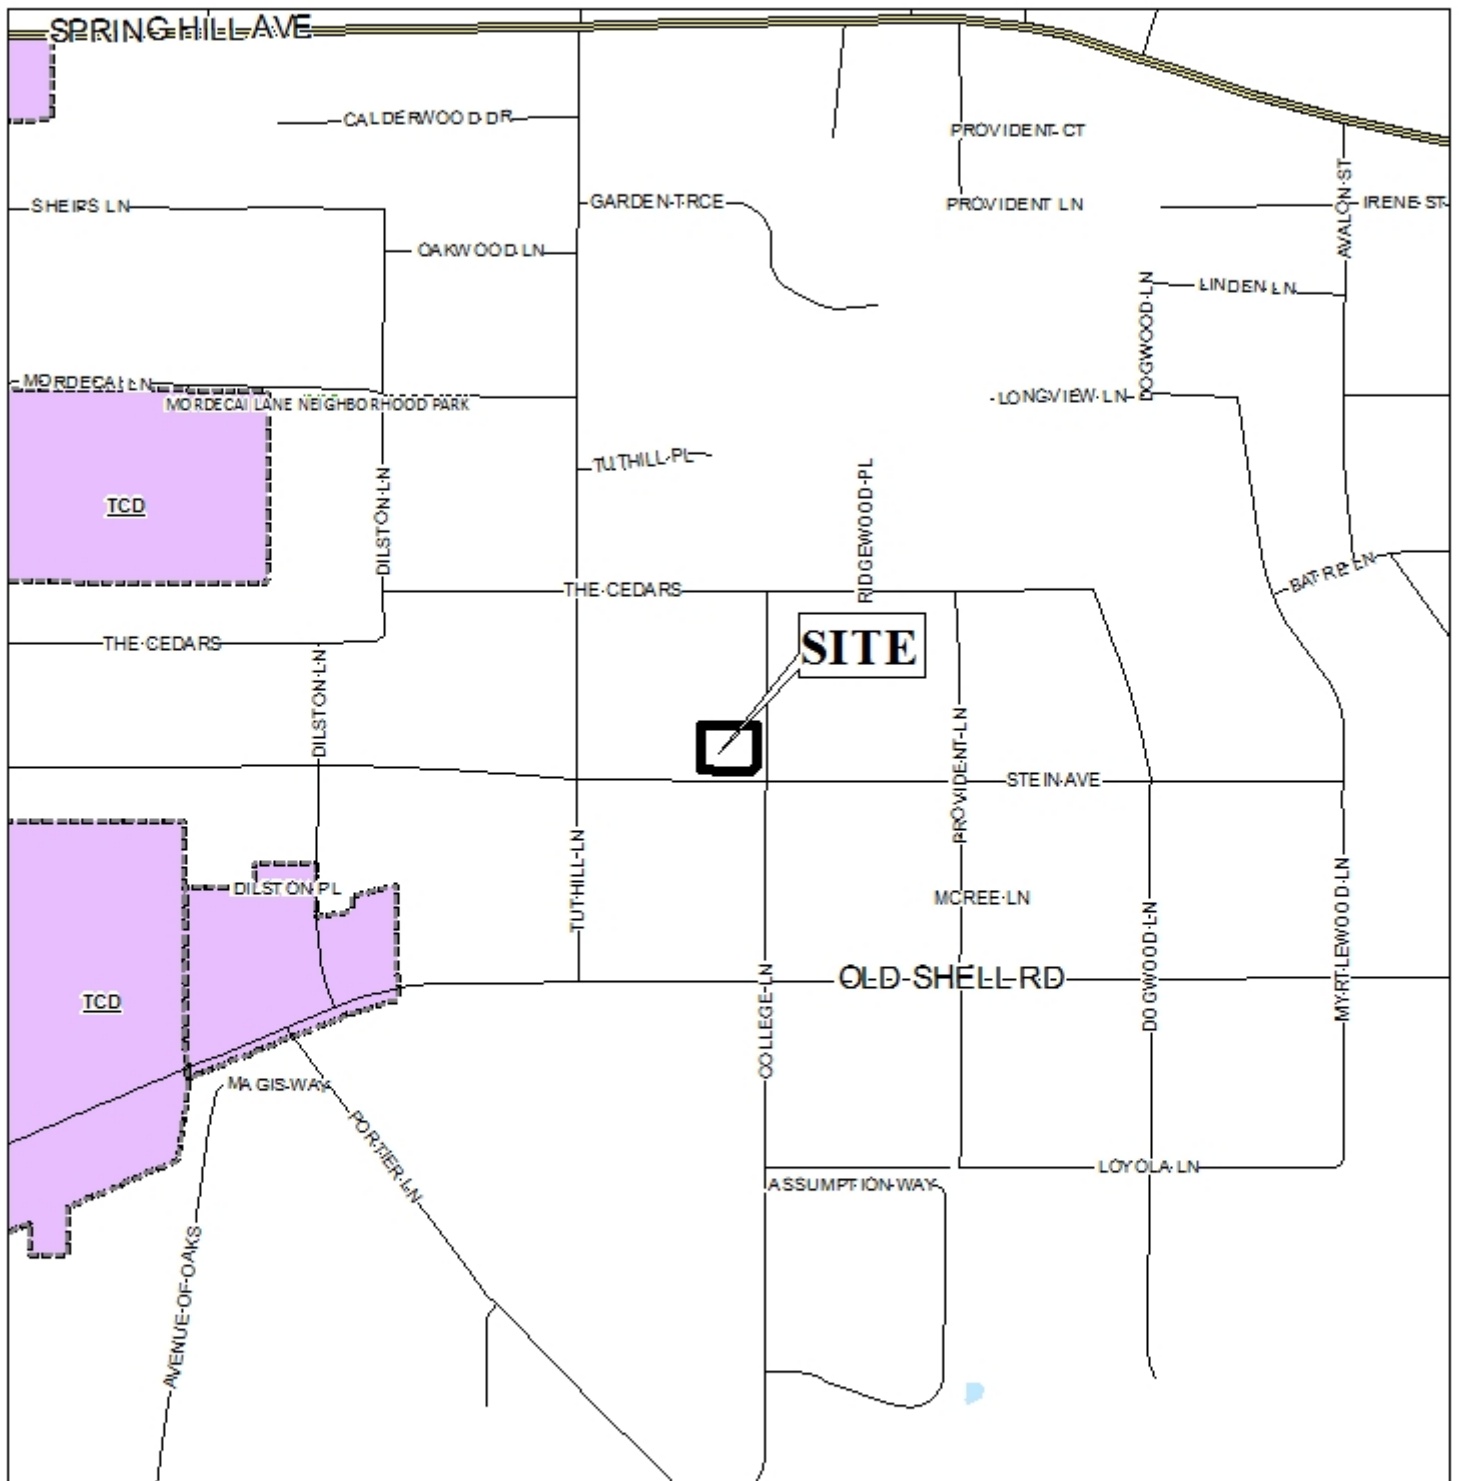 SPRING HILL AVE
CALDERWOOD DR
PROVIDENT CT
SHEIPS LN
GARDEN TRCE
PROVIDENT LN
AVALON ST
IRENE ST
OAKWOOD LN
DOGWOOD LN
LINDEN LN
MORDECAI LN
MORDECAI LANE NEIGHBORHOOD PARK
LONGVIEW LN
TUTHILL PL
RIDGEWOOD PL
DILSTON LN
TCD
BATRE LN
THE CEDARS
THE CEDARS
SITE
DILSTON LN
PROVIDENT LN
STEIN AVE
TUTHILL LN
DILSTON PL
MCREE LN
DOGWOOD LN
MYRTLEWOOD LN
OLD SHELL RD
TCD
COLLEGE LN
MAGIS WAY
PORTIER LN
LOYOLA LN
ASSUMPTION WAY
AVENUE OF OAKS